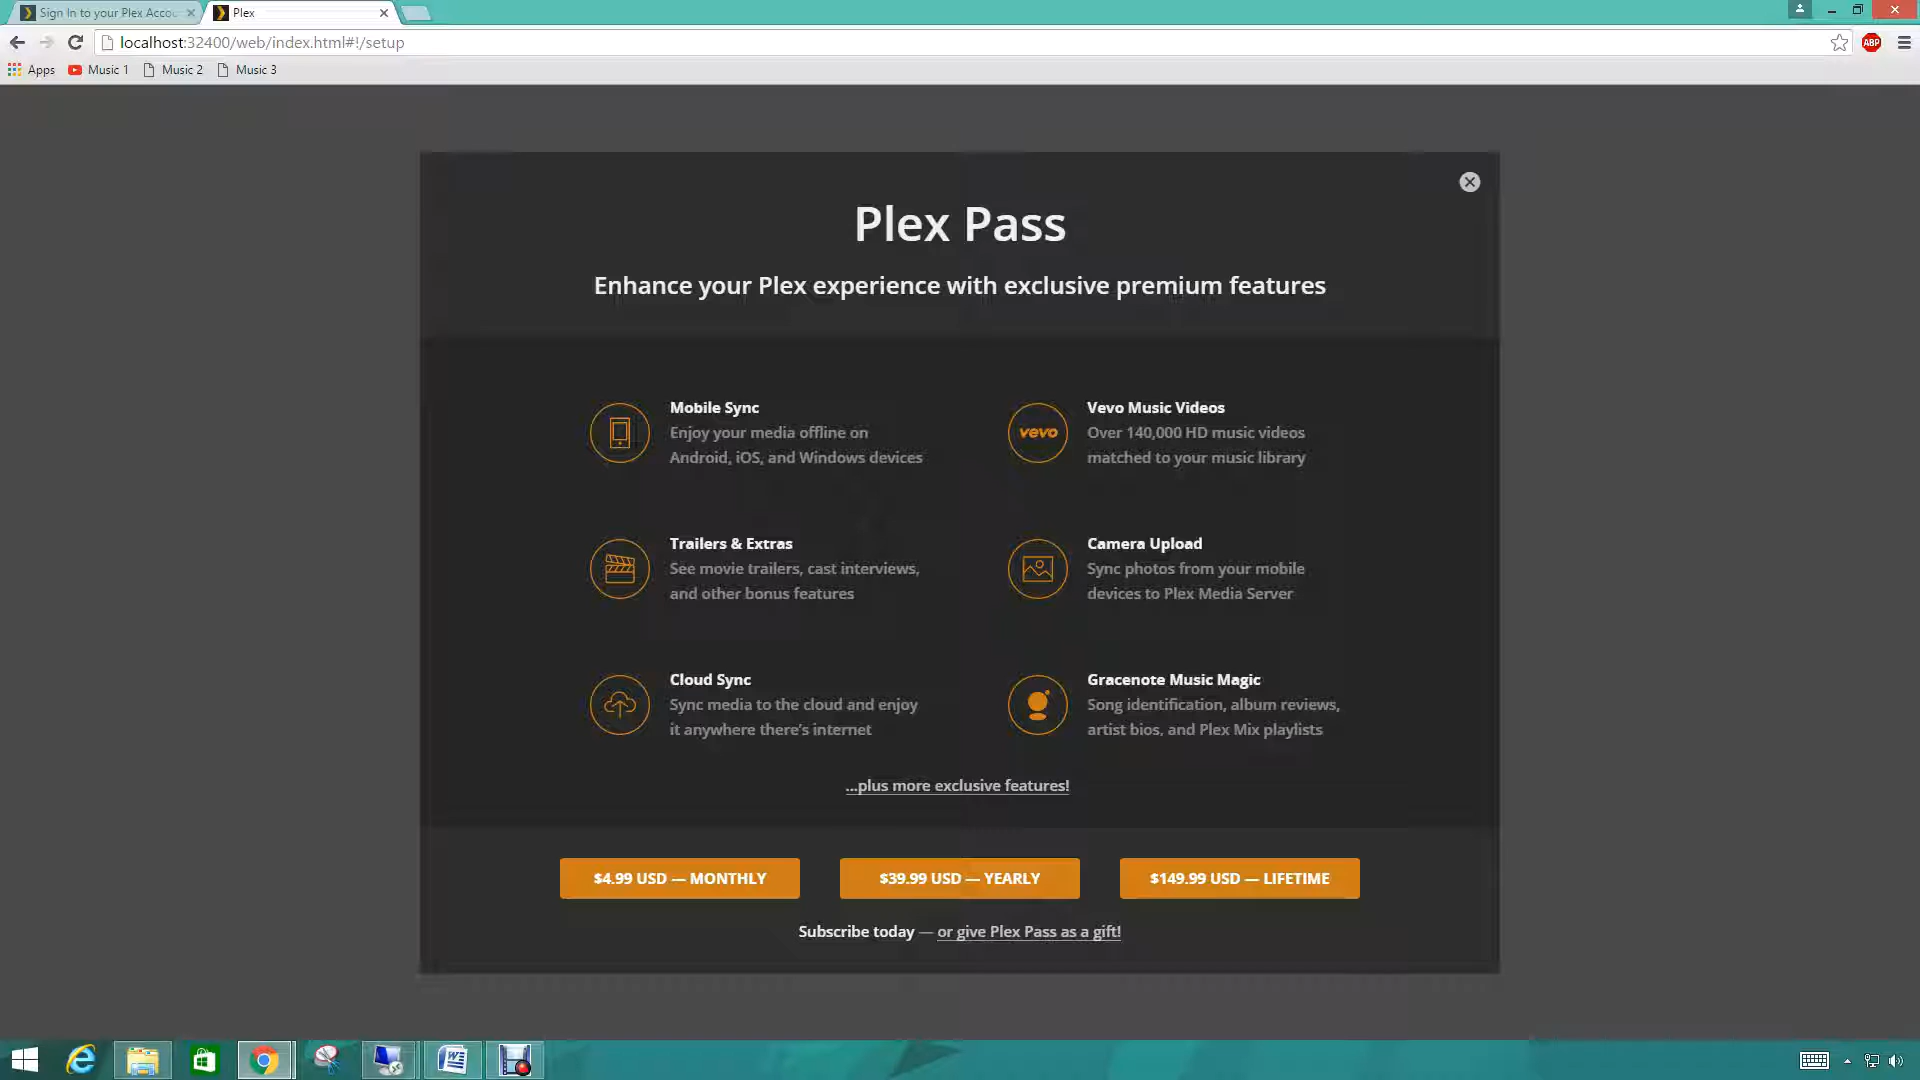 Sign In to your Plex Accou
Plex
localhost:32400/web/index.html#!/setup
ABP
Apps
Music 1
Music 2
Music 3
Plex Pass
Enhance your Plex experience with exclusive premium features
Mobile Sync
Enjoy your media offline on
Android, iOS, and Windows devices
vevo
Vevo Music Videos
Over 140,000 HD music videos
matched to your music library
Trailers & Extras
See movie trailers, cast interviews,
and other bonus features
Camera Upload
Sync photos from your mobile
devices to Plex Media Server
Cloud Sync
Sync media to the cloud and enjoy
it anywhere there's internet
Gracenote Music Magic
Song identification, album reviews,
artist bios, and Plex Mix playlists
...plus more exclusive features!
$4.99 USD — MONTHLY
$39.99 USD — YEARLY
$149.99 USD — LIFETIME
Subscribe today — or give Plex Pass as a gift!